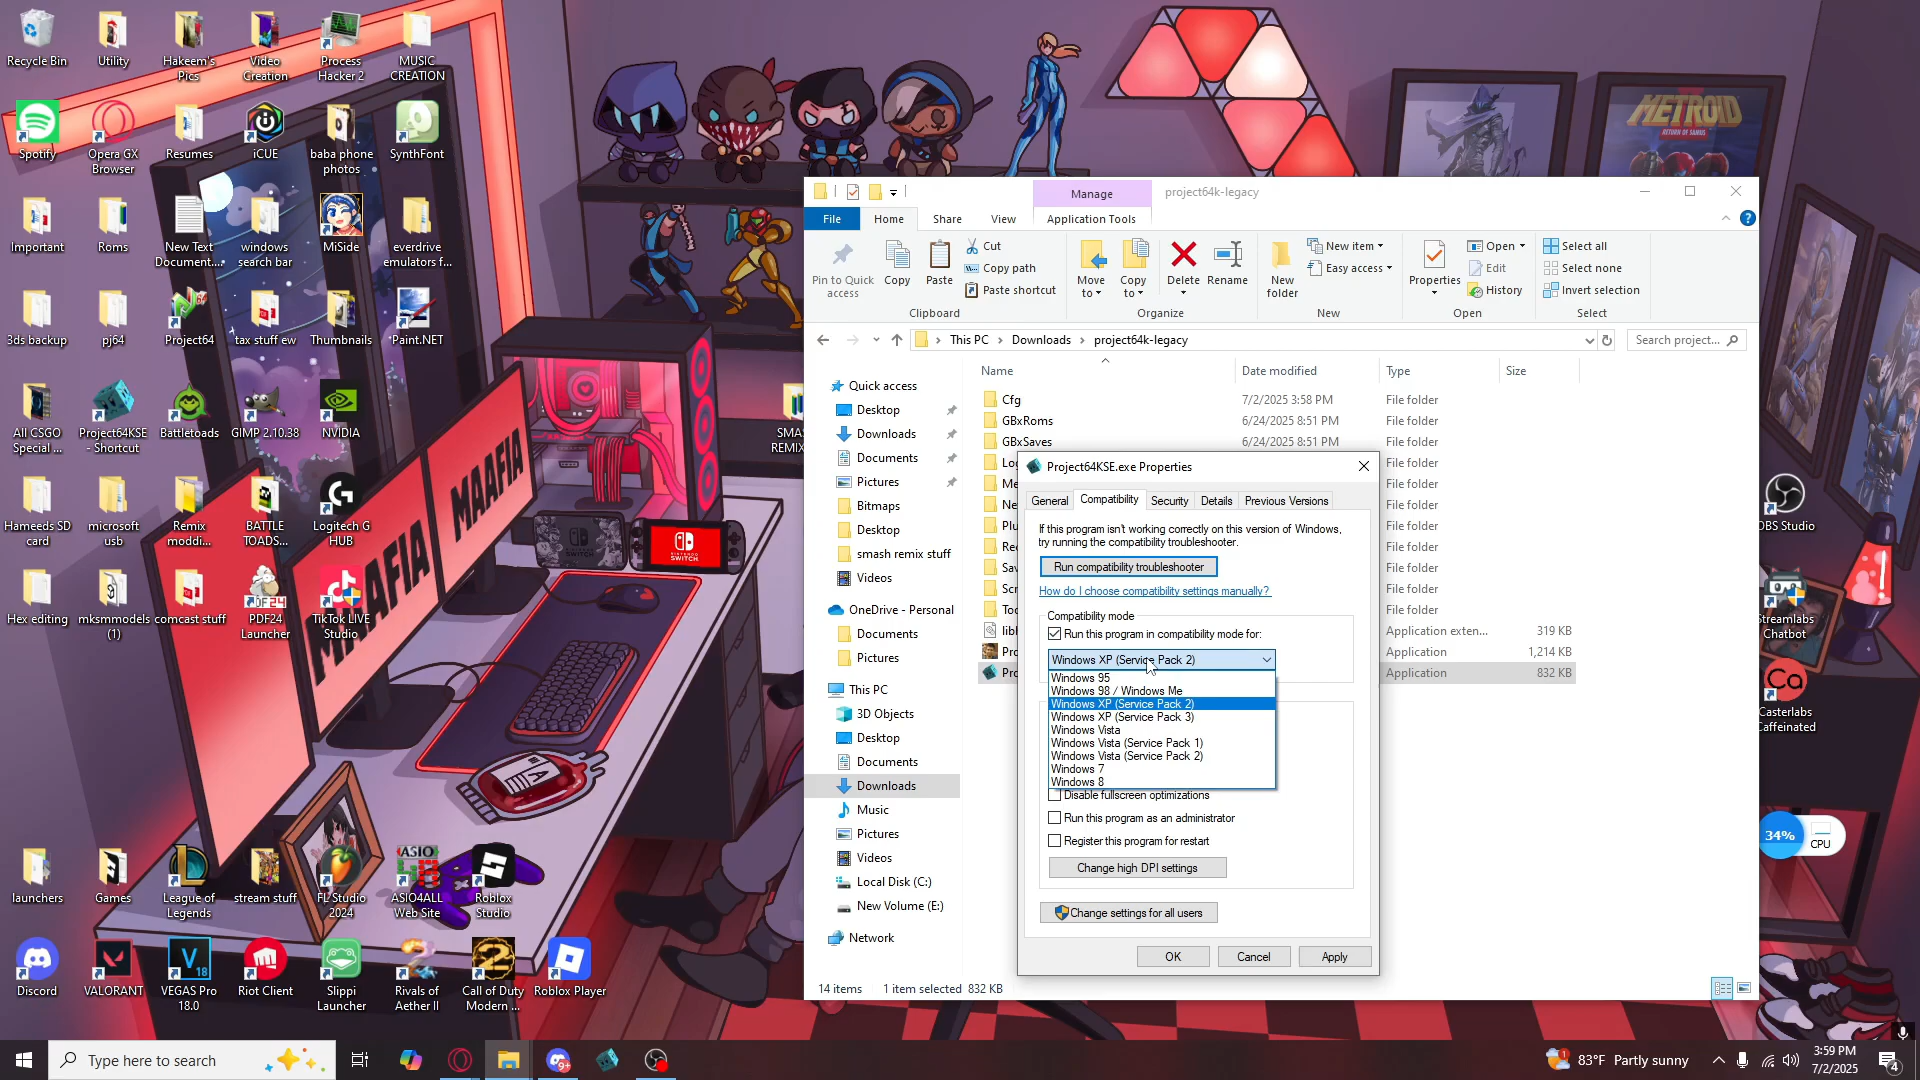 Recycle Bin
Utility
Hakeem's Pics
Video Creation
Process Hacker 2
MUSIC CREATION
Spotify
Opera GX Browser
Resumes
iCUE
baba phone photos
SynthFont
Important
Roms
New Text Document....
windows search bar
MiSide
everdrive emulators f...
3ds backup
pj64
Project64
tax stuff ew
Thumbnails
Paint.NET
All CSGO Special ...
Project64KSE - Shortcut
Battletoads
GIMP 2.10.38
NVIDIA
Hameeds SD card
microsoft usb
Remix moddi...
BATTLE TOADS...
Logitech G HUB
Hex editing
mksmmodels (1)
comcast stuff
PDF24 Launcher
TikTok LIVE Studio
launchers
Games
League of Legends
stream stuff
FL Studio 2024
ASIO4ALL Web Site
Roblox Studio
Discord
VALORANT
VEGAS Pro 18.0
Riot Client
Slippi Launcher
Rivals of Aether II
Call of Duty Modern ...
Roblox Player
MAAFIA
MAAFIA
NINTENDO SWITCH
METROID
RETURN OF SAMUS
OBS Studio
Streamlabs Chatbot
Casterlabs Caffeinated
34%
CPU
Manage
project64k-legacy
File
Home
Share
View
Application Tools
Pin to Quick access
Copy
Paste
Cut
Copy path
Paste shortcut
Clipboard
Move to
Copy to
Delete
Rename
Organize
New folder
New item
Easy access
New
Properties
Open
Edit
History
Open
Select all
Select none
Invert selection
Select
This PC
Downloads
project64k-legacy
Search project...
Name
Date modified
Type
Size
Quick access
Desktop
Downloads
Documents
Pictures
Bitmaps
Desktop
smash remix stuff
Videos
OneDrive - Personal
Documents
Pictures
This PC
3D Objects
Desktop
Documents
Downloads
Music
Pictures
Videos
Local Disk (C:)
New Volume (E:)
Network
Cfg 7/2/2025 3:58 PM File folder
GBxRoms 6/24/2025 8:51 PM File folder
GBxSaves 6/24/2025 8:51 PM File folder
File folder
File folder
File folder
File folder
File folder
File folder
File folder
File folder
Application exten... 319 KB
Application 1,214 KB
Application 832 KB
14 items 1 item selected 832 KB
Project64KSE.exe Properties
General
Compatibility
Security
Details
Previous Versions
If this program isn't working correctly on this version of Windows,
try running the compatibility troubleshooter.
Run compatibility troubleshooter
How do I choose compatibility settings manually?
Compatibility mode
Run this program in compatibility mode for:
Windows XP (Service Pack 2)
Windows 95
Windows 98 / Windows Me
Windows XP (Service Pack 2)
Windows XP (Service Pack 3)
Windows Vista
Windows Vista (Service Pack 1)
Windows Vista (Service Pack 2)
Windows 7
Windows 8
Disable fullscreen optimizations
Run this program as an administrator
Register this program for restart
Change high DPI settings
Change settings for all users
OK
Cancel
Apply
Type here to search
83°F Partly sunny
3:59 PM
7/2/2025